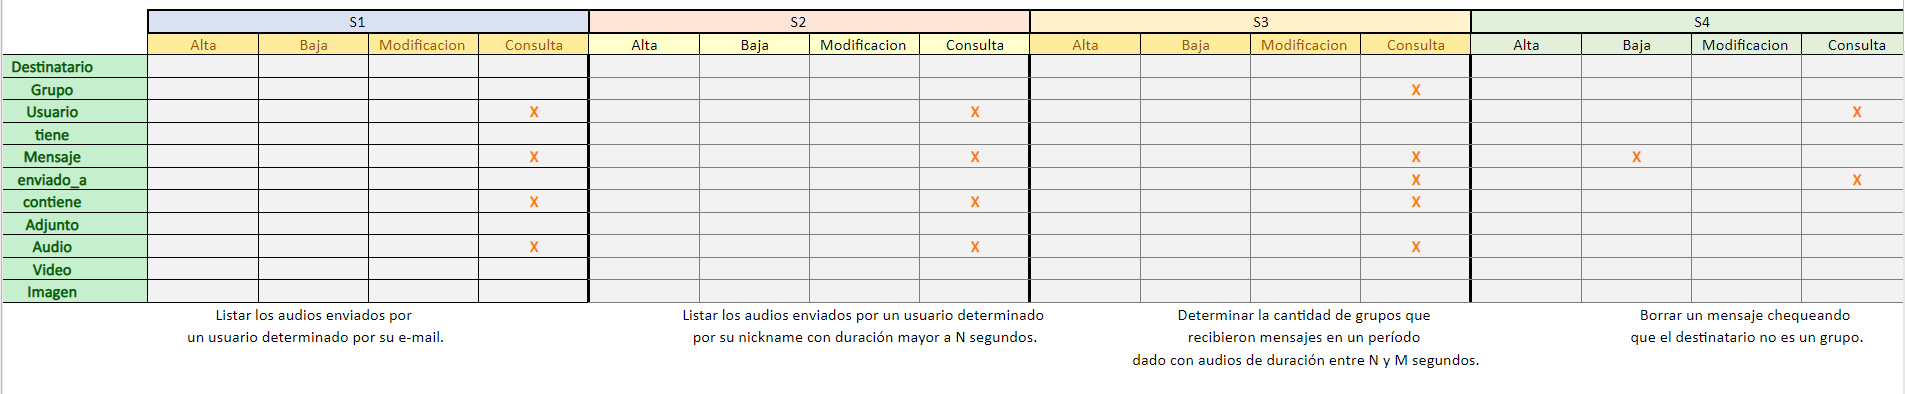 S1 S2 S3 S4
Alta Baja Modificacion Consulta Alta Baja Modificacion Consulta Alta Baja Modificacion Consulta Alta Baja Modificacion Consulta
Destinatario
Grupo X
Usuario X X X
tiene
Mensaje X X X X
enviado_a X X
contiene X X X
Adjunto
Audio X X X
Video
Imagen
Listar los audios enviados por
un usuario determinado por su e-mail.
Listar los audios enviados por un usuario determinado
por su nickname con duración mayor a N segundos.
Determinar la cantidad de grupos que
recibieron mensajes en un período
dado con audios de duración entre N y M segundos.
Borrar un mensaje chequeando
que el destinatario no es un grupo.